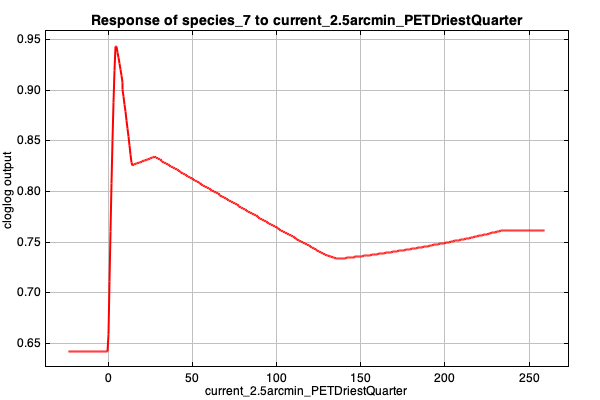 Response of species_7 to current_2.5arcmin_PETDriestQuarter
cloglog output
0.95
0.90
0.85
0.80
0.75
0.70
0.65
0 50 100 150 200 250
current_2.5arcmin_PETDriestQuarter